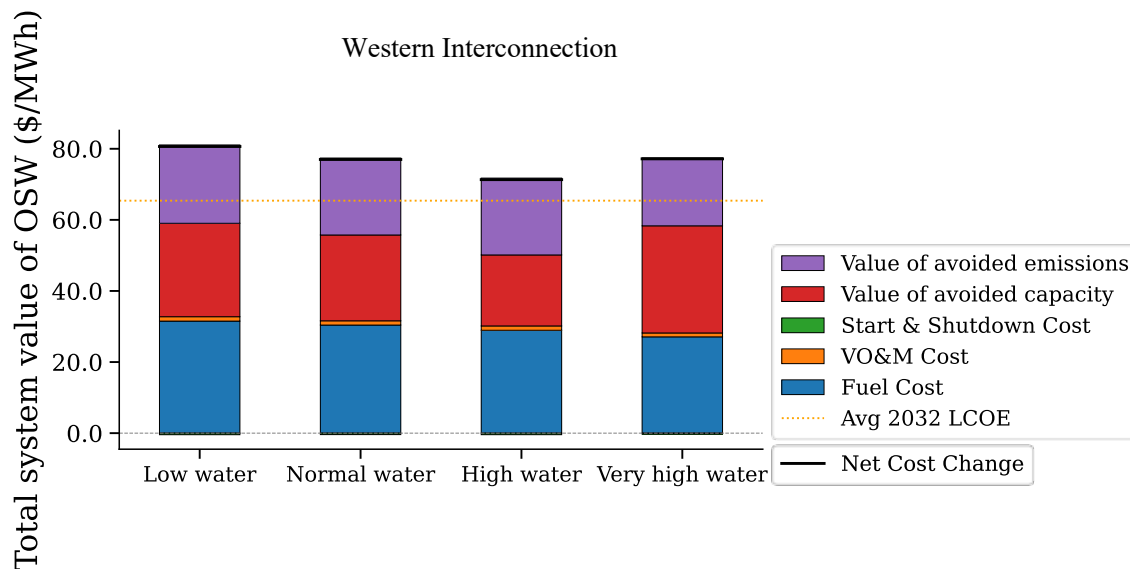 Western Interconnection
Total system value of OSW ($/MWh)
80.0
60.0
40.0
20.0
0.0
Low water
Normal water
High water
Very high water
Value of avoided emissions
Value of avoided capacity
Start & Shutdown Cost
VO&M Cost
Fuel Cost
Avg 2032 LCOE
Net Cost Change